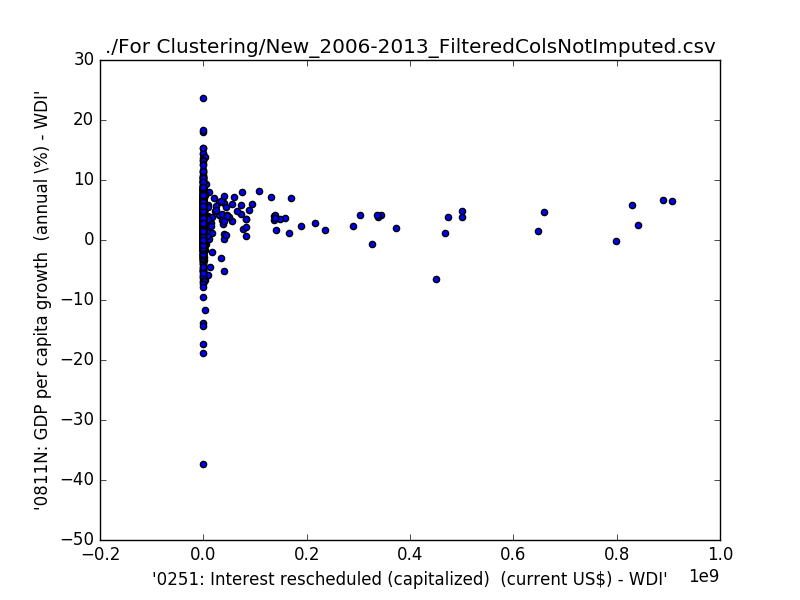 ./For Clustering/New_2006-2013_FilteredColsNotImputed.csv
30
20
10
0
−10
−20
−30
−40
−50
'0811N: GDP per capita growth  (annual \%) - WDI'
−0.2 0.0 0.2 0.4 0.6 0.8 1.0
1e9
'0251: Interest rescheduled (capitalized)  (current US$) - WDI'